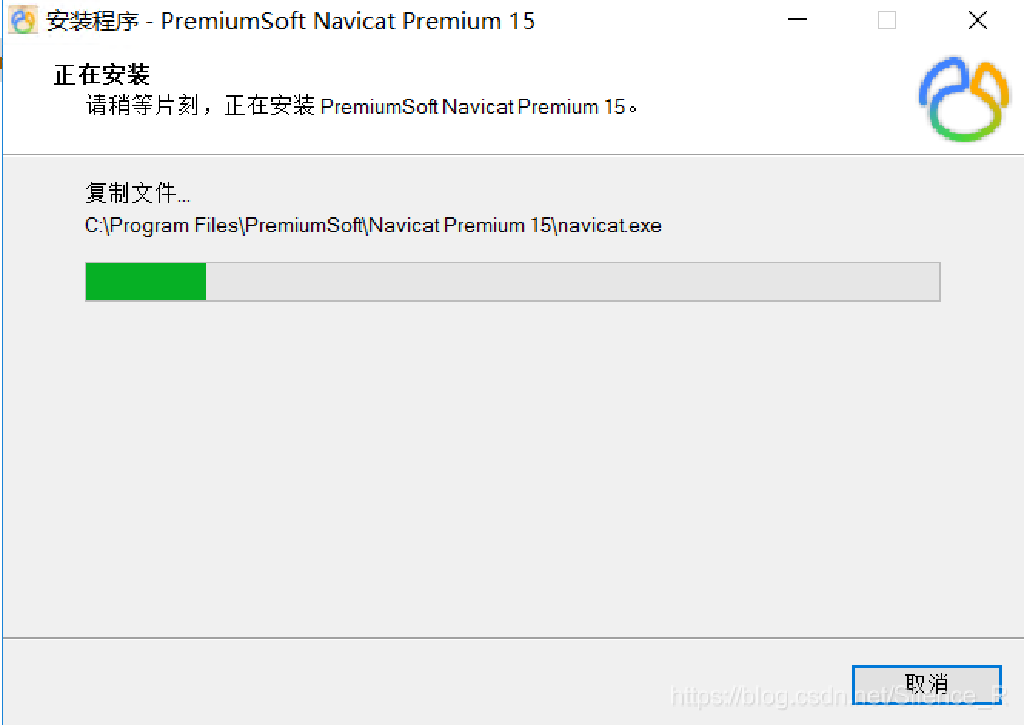 安装程序 - PremiumSoft Navicat Premium 15
正在安装
请稍等片刻，正在安装 PremiumSoft Navicat Premium 15。
复制文件...
C:\Program Files\PremiumSoft\Navicat Premium 15\navicat.exe
取消
https://blog.csdn.net/Silence_R